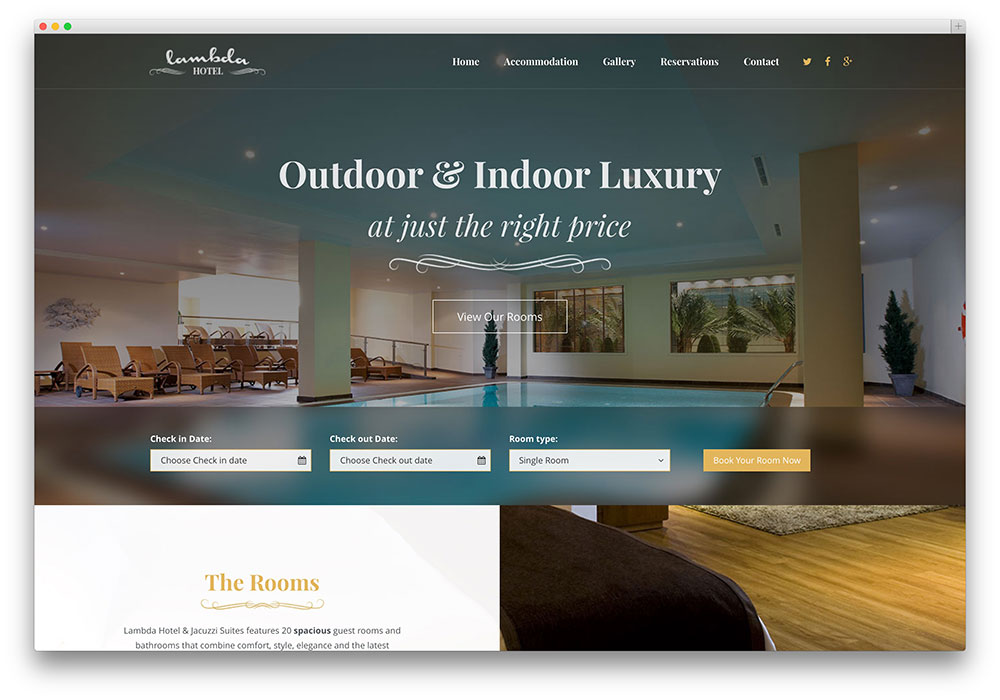 lambda
HOTEL
Home Accommodation Gallery Reservations Contact
Outdoor & Indoor Luxury
at just the right price
View Our Rooms
Check in Date: Check out Date: Room type:
Choose Check in date Choose Check out date Single Room Book Your Room Now
The Rooms
Lambda Hotel & Jacuzzi Suites features 20 spacious guest rooms and
bathrooms that combine comfort, style, elegance and the latest